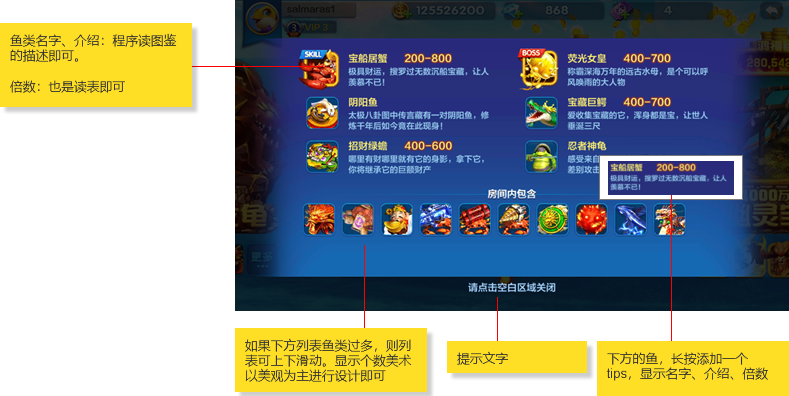 鱼类名字、介绍：程序读图鉴
的描述即可。
倍数：也是读表即可
salmaras1
125526200
868
4
3 VIP 3
SKILL
宝船居蟹 200-800
极具财运，搜罗过无数沉船宝藏，让人
羡慕不已！
BOSS
荧光女皇 400-700
称霸深海万年的远古水母，是个可以呼
风唤雨的大人物
阴阳鱼
太极八卦图中传言藏有一对阴阳鱼，修
炼千年后如今竟在此现身！
宝藏巨鳄 400-700
爱收集宝藏的它，浑身都是宝，让世人
垂涎三尺
招财绿蟾 400-600
哪里有财哪里就有它的身影，拿下它，
你将继承它的巨额财产
忍者神龟
感受来自
差别攻击
宝船居蟹 200-800
极具财运，搜罗过无数沉船宝藏，让人
羡慕不已！
房间内包含
更多
280,542
请点击空白区域关闭
如果下方列表鱼类过多，则列
表可上下滑动。显示个数美术
以美观为主进行设计即可
提示文字
下方的鱼，长按添加一个
tips，显示名字、介绍、倍数